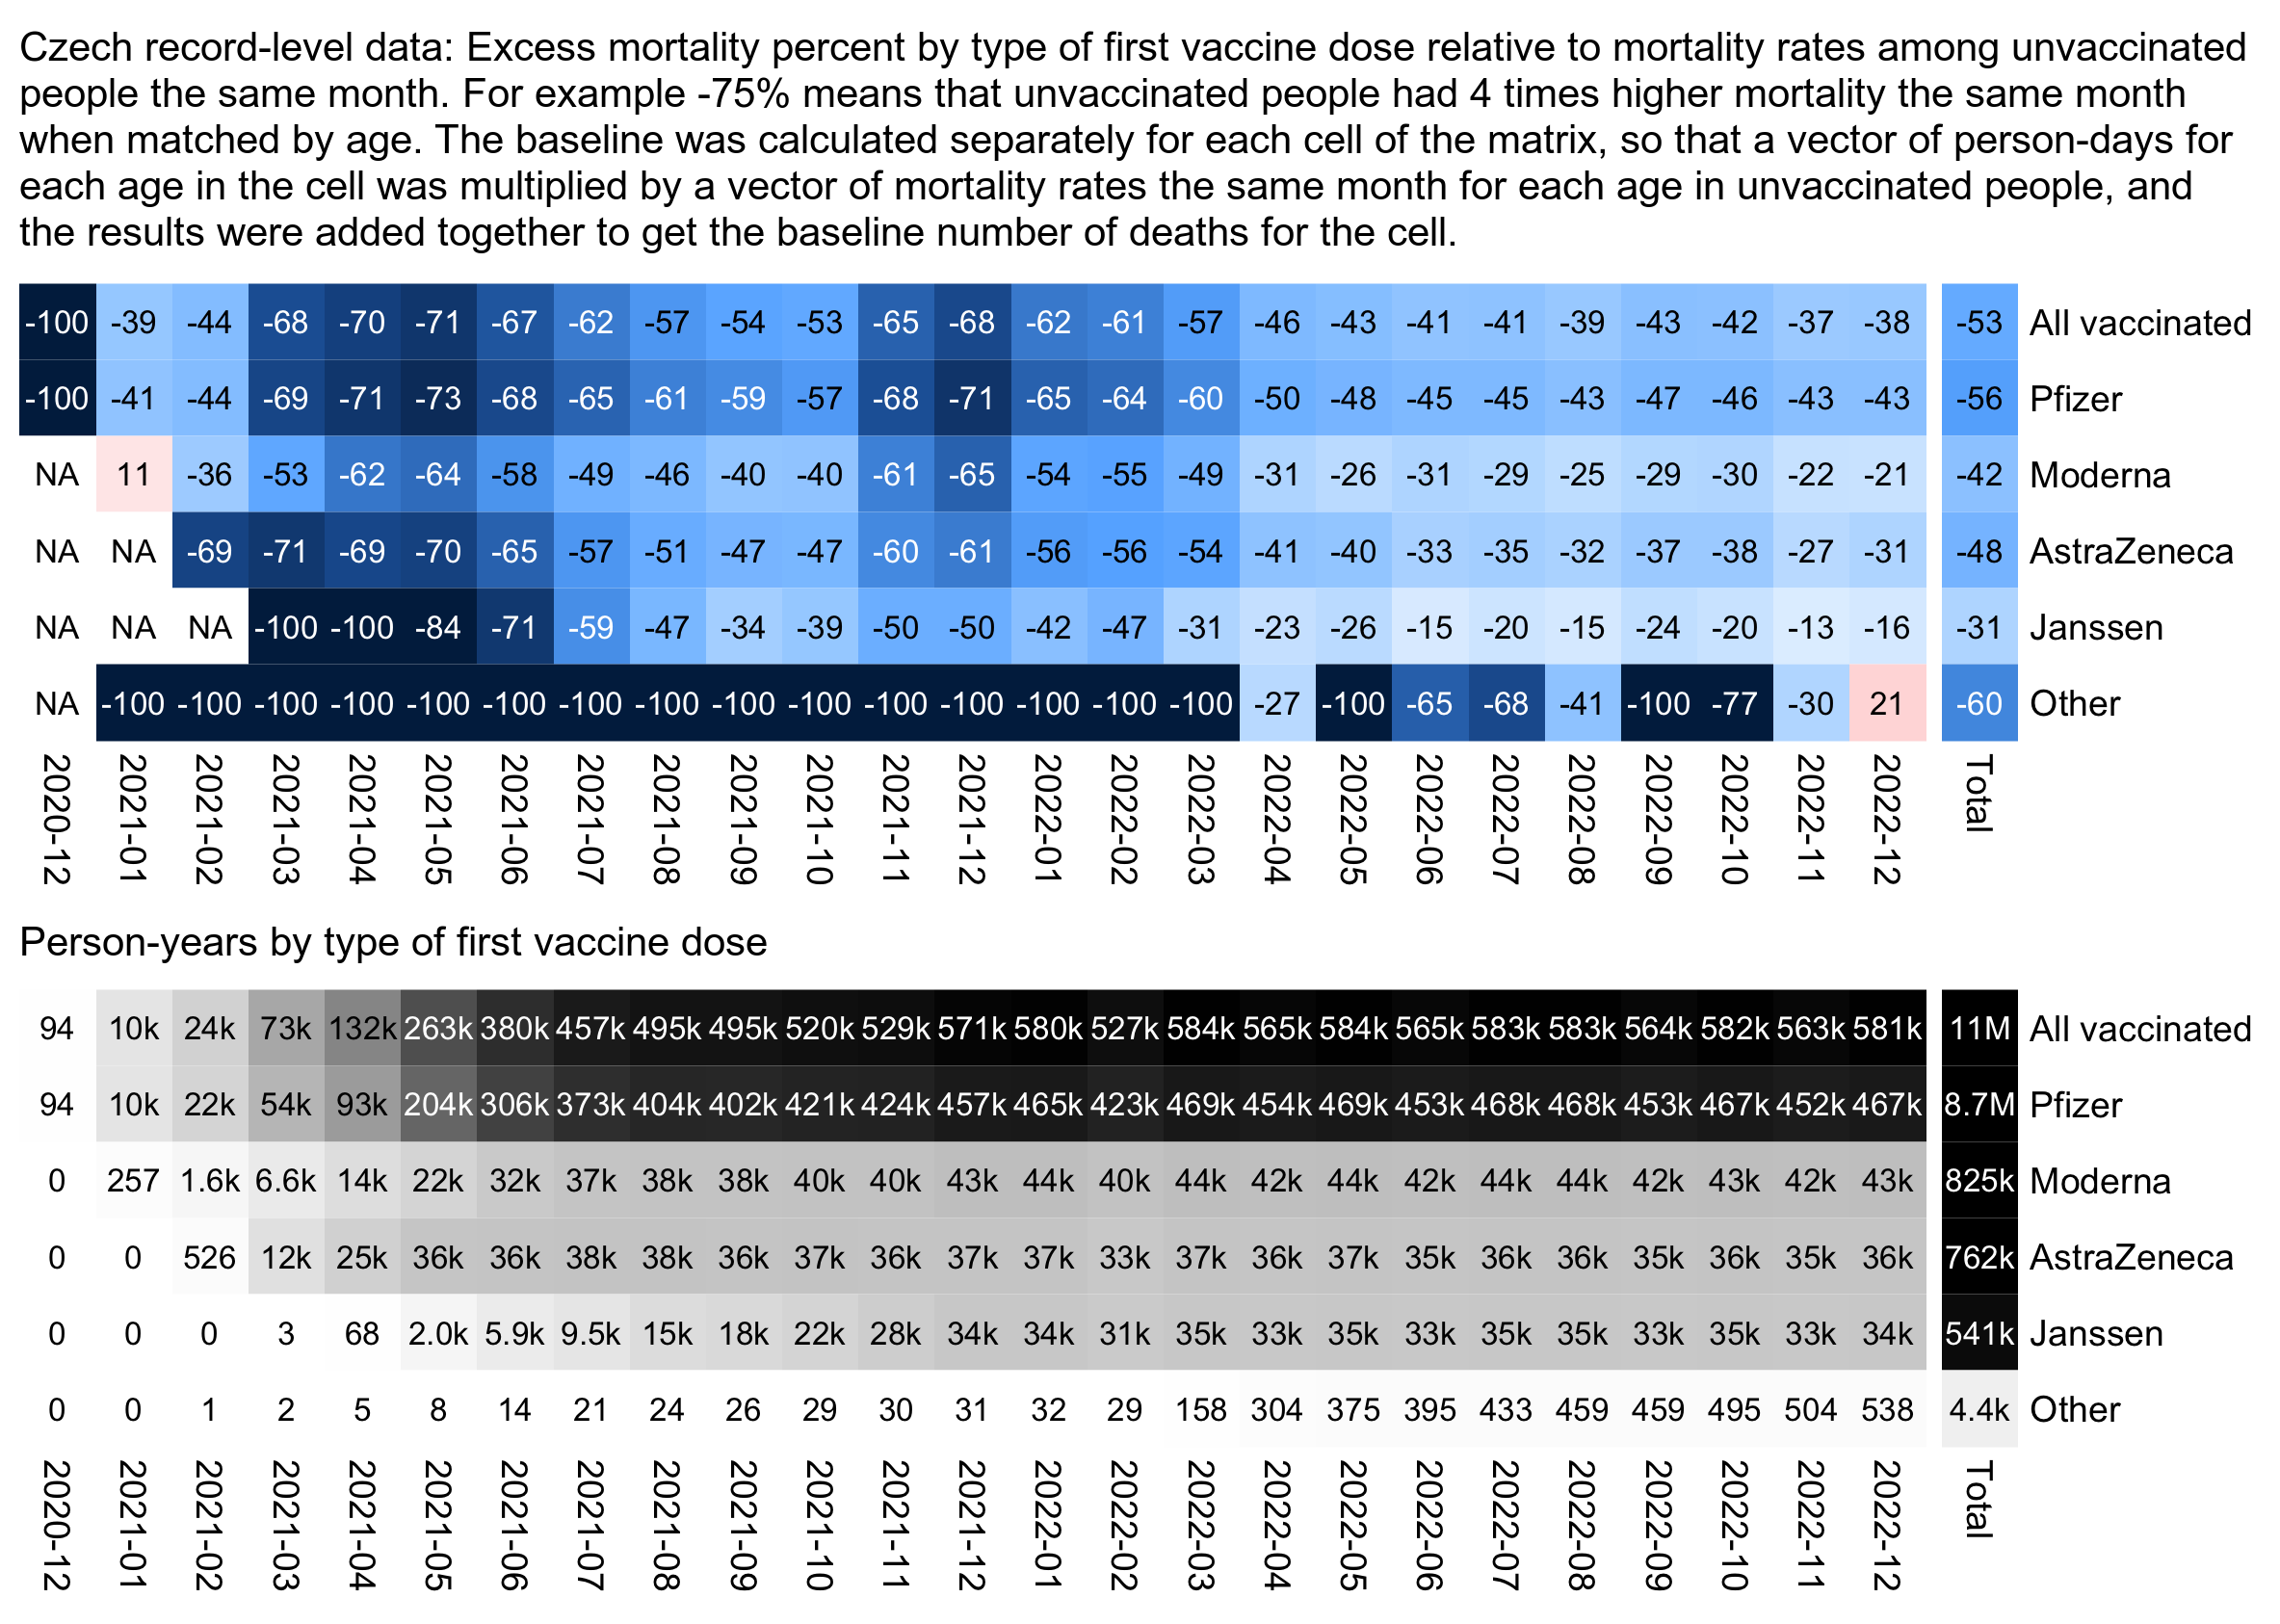 Czech record-level data: Excess mortality percent by type of first vaccine dose relative to mortality rates among unvaccinated
people the same month. For example -75% means that unvaccinated people had 4 times higher mortality the same month
when matched by age. The baseline was calculated separately for each cell of the matrix, so that a vector of person-days for
each age in the cell was multiplied by a vector of mortality rates the same month for each age in unvaccinated people, and
the results were added together to get the baseline number of deaths for the cell.
-100 -39 -44 -68 -70 -71 -67 -62 -57 -54 -53 -65 -68 -62 -61 -57 -46 -43 -41 -41 -39 -43 -42 -37 -38 -53 All vaccinated
-100 -41 -44 -69 -71 -73 -68 -65 -61 -59 -57 -68 -71 -65 -64 -60 -50 -48 -45 -45 -43 -47 -46 -43 -43 -56 Pfizer
NA 11 -36 -53 -62 -64 -58 -49 -46 -40 -40 -61 -65 -54 -55 -49 -31 -26 -31 -29 -25 -29 -30 -22 -21 -42 Moderna
NA NA -69 -71 -69 -70 -65 -57 -51 -47 -47 -60 -61 -56 -56 -54 -41 -40 -33 -35 -32 -37 -38 -27 -31 -48 AstraZeneca
NA NA NA -100 -100 -84 -71 -59 -47 -34 -39 -50 -50 -42 -47 -31 -23 -26 -15 -20 -15 -24 -20 -13 -16 -31 Janssen
NA -100 -100 -100 -100 -100 -100 -100 -100 -100 -100 -100 -100 -100 -100 -100 -27 -100 -65 -68 -41 -100 -77 -30 21 -60 Other
2020-12 2021-01 2021-02 2021-03 2021-04 2021-05 2021-06 2021-07 2021-08 2021-09 2021-10 2021-11 2021-12 2022-01 2022-02 2022-03 2022-04 2022-05 2022-06 2022-07 2022-08 2022-09 2022-10 2022-11 2022-12 Total
Person-years by type of first vaccine dose
94 10k 24k 73k 132k 263k 380k 457k 495k 495k 520k 529k 571k 580k 527k 584k 565k 584k 565k 583k 583k 564k 582k 563k 581k 11M All vaccinated
94 10k 22k 54k 93k 204k 306k 373k 404k 402k 421k 424k 457k 465k 423k 469k 454k 469k 453k 468k 468k 453k 467k 452k 467k 8.7M Pfizer
0 257 1.6k 6.6k 14k 22k 32k 37k 38k 38k 40k 40k 43k 44k 40k 44k 42k 44k 42k 44k 44k 42k 43k 42k 43k 825k Moderna
0 0 526 12k 25k 36k 36k 38k 38k 36k 37k 36k 37k 37k 33k 37k 36k 37k 35k 36k 36k 35k 36k 35k 36k 762k AstraZeneca
0 0 0 3 68 2.0k 5.9k 9.5k 15k 18k 22k 28k 34k 34k 31k 35k 33k 35k 33k 35k 35k 33k 35k 33k 34k 541k Janssen
0 0 1 2 5 8 14 21 24 26 29 30 31 32 29 158 304 375 395 433 459 459 495 504 538 4.4k Other
2020-12 2021-01 2021-02 2021-03 2021-04 2021-05 2021-06 2021-07 2021-08 2021-09 2021-10 2021-11 2021-12 2022-01 2022-02 2022-03 2022-04 2022-05 2022-06 2022-07 2022-08 2022-09 2022-10 2022-11 2022-12 Total